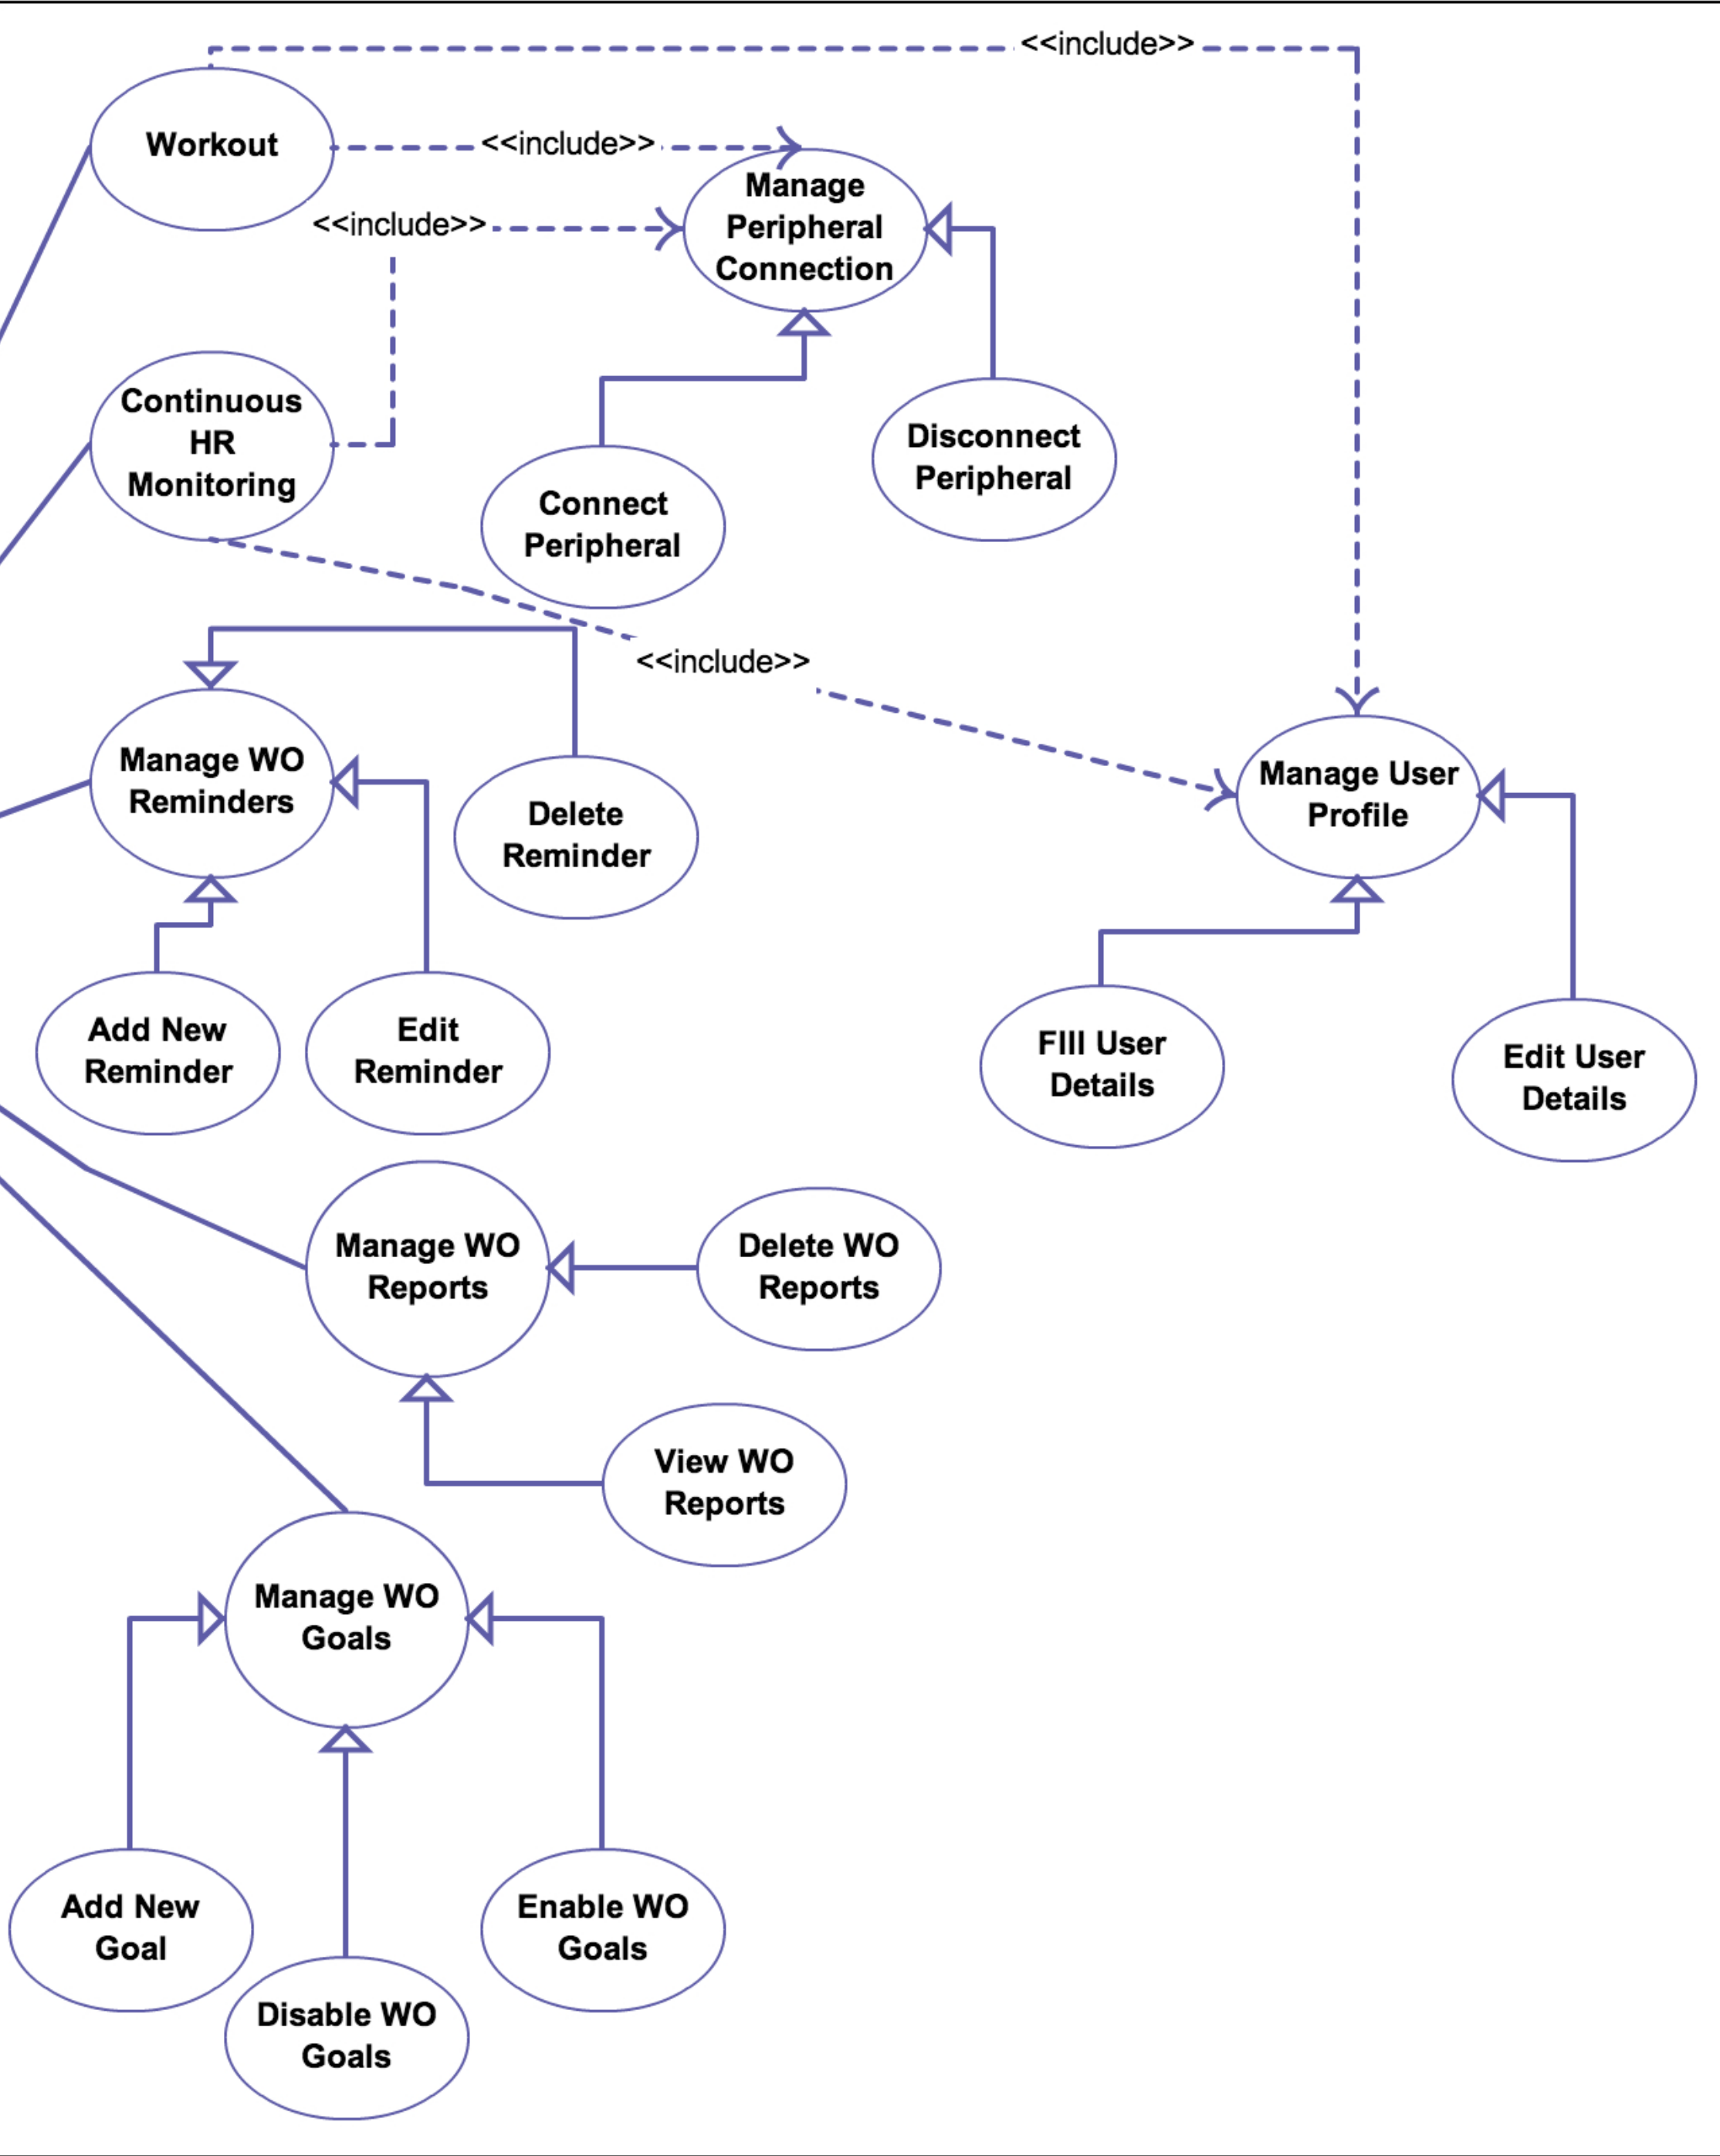 <<include>>
Workout
<<include>>
Manage
Peripheral
Connection
<<include>>
Continuous
HR
Monitoring
Disconnect
Peripheral
Connect
Peripheral
<<include>>
Manage WO
Reminders
Delete
Reminder
Manage User
Profile
Add New
Reminder
Edit
Reminder
FIll User
Details
Edit User
Details
Manage WO
Reports
Delete WO
Reports
View WO
Reports
Manage WO
Goals
Add New
Goal
Enable WO
Goals
Disable WO
Goals